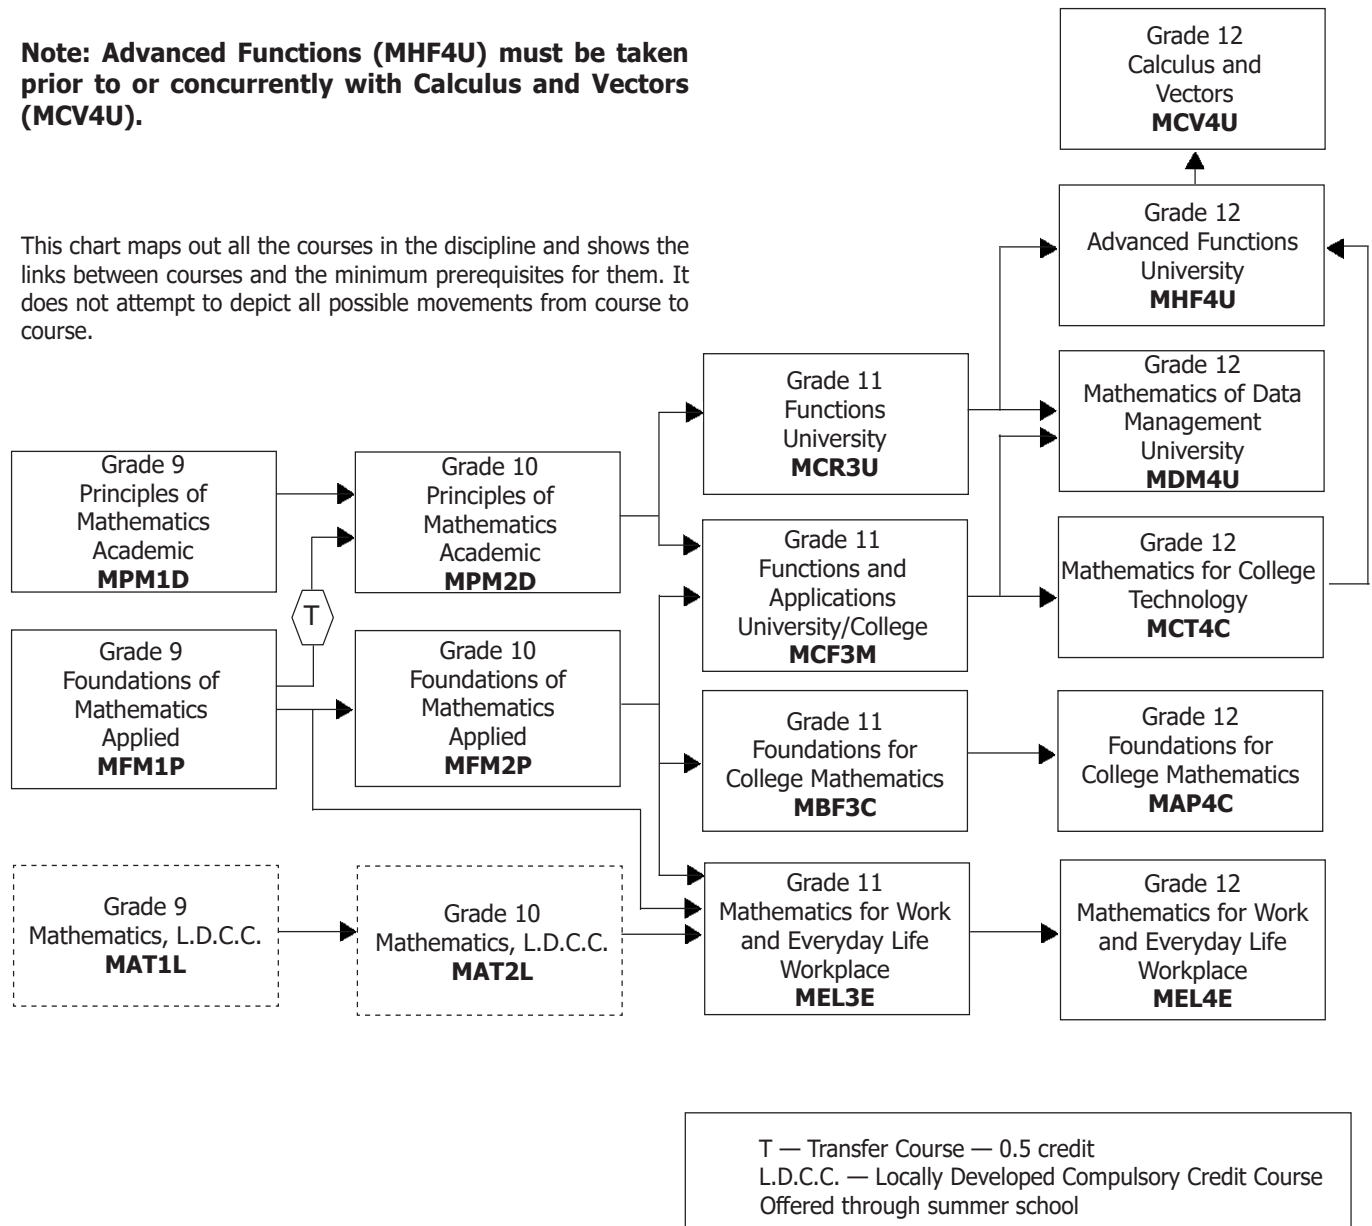 Note: Advanced Functions (MHF4U) must be taken
prior to or concurrently with Calculus and Vectors
(MCV4U).
This chart maps out all the courses in the discipline and shows the
links between courses and the minimum prerequisites for them. It
does not attempt to depict all possible movements from course to
course.
Grade 9
Principles of
Mathematics
Academic
MPM1D
Grade 9
Foundations of
Mathematics
Applied
MFM1P
Grade 9
Mathematics, L.D.C.C.
MAT1L
T
Grade 10
Principles of
Mathematics
Academic
MPM2D
Grade 10
Foundations of
Mathematics
Applied
MFM2P
Grade 10
Mathematics, L.D.C.C.
MAT2L
Grade 11
Functions
University
MCR3U
Grade 11
Functions and
Applications
University/College
MCF3M
Grade 11
Foundations for
College Mathematics
MBF3C
Grade 11
Mathematics for Work
and Everyday Life
Workplace
MEL3E
Grade 12
Calculus and
Vectors
MCV4U
Grade 12
Advanced Functions
University
MHF4U
Grade 12
Mathematics of Data
Management
University
MDM4U
Grade 12
Mathematics for College
Technology
MCT4C
Grade 12
Foundations for
College Mathematics
MAP4C
Grade 12
Mathematics for Work
and Everyday Life
Workplace
MEL4E
T — Transfer Course — 0.5 credit
L.D.C.C. — Locally Developed Compulsory Credit Course
Offered through summer school